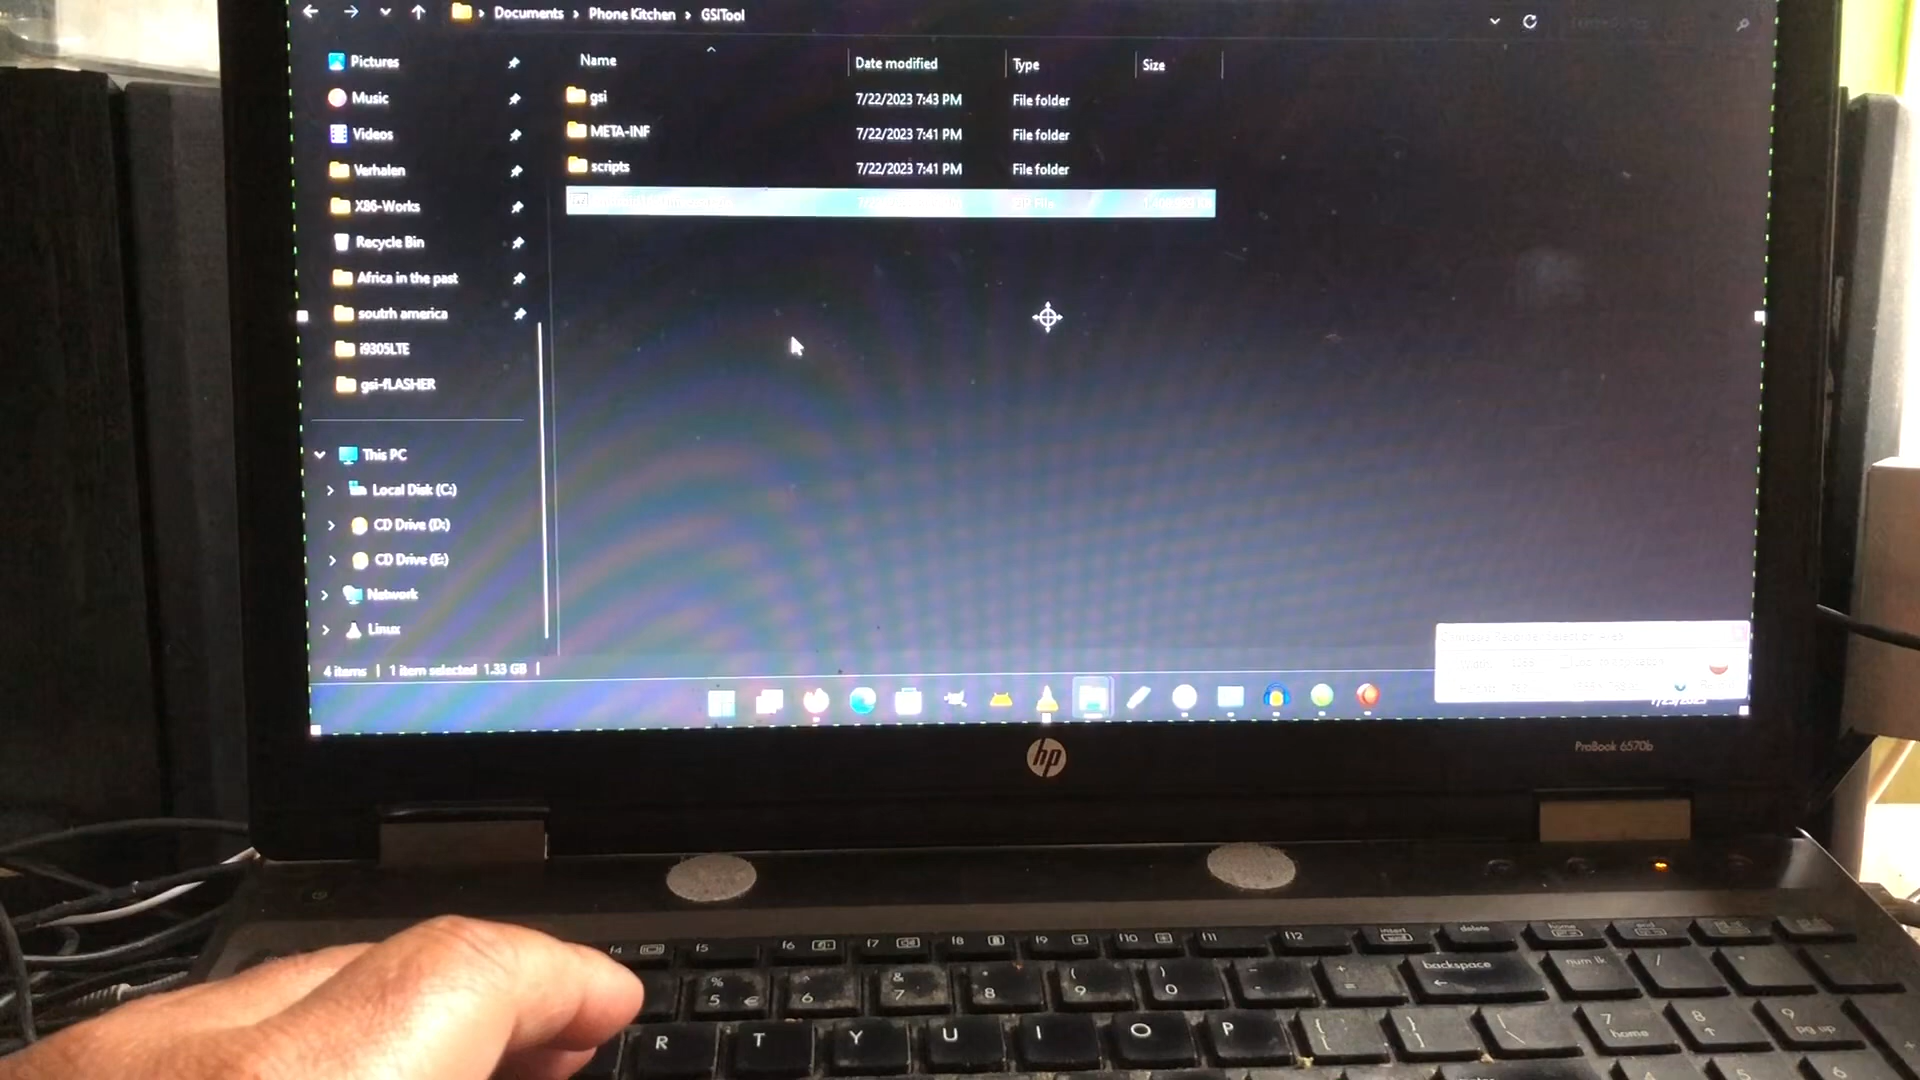 Documents › Phone Kitchen › GSITool
Name
Date modified
Type
Size
Pictures
Music
Videos
Verhalen
X86-Works
Recycle Bin
Africa in the past
soutrh america
i9305LTE
gsi-fLASHER
gsi 7/22/2023 7:43 PM File folder
META-INF 7/22/2023 7:41 PM File folder
scripts 7/22/2023 7:41 PM File folder
This PC
Local Disk (C:)
CD Drive (D:)
CD Drive (E:)
Network
Linux
4 items | 1 item selected 1.33 GB |
hp
ProBook 6570b
f4 f5 f6 f7 f8 f9 f10 f11 f12 insert delete home
% 5 € ^ 6 & 7 * 8 ( 9 ) 0 - + = backspace num lk / * -
R T Y U I O P { [ } ] | \ 7 home 8 9 pg up
4 5 6